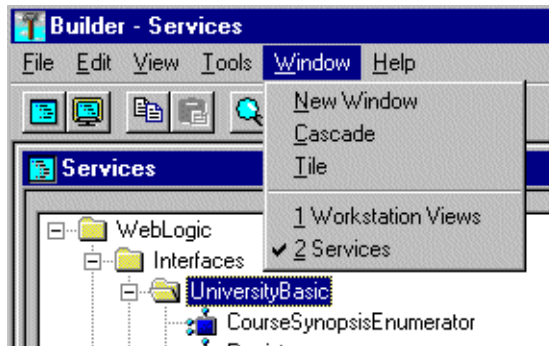 Builder - Services
File Edit View Tools Window Help
New Window
Cascade
Tile
1 Workstation Views
✓ 2 Services
Services
WebLogic
Interfaces
UniversityBasic
CourseSynopsisEnumerator